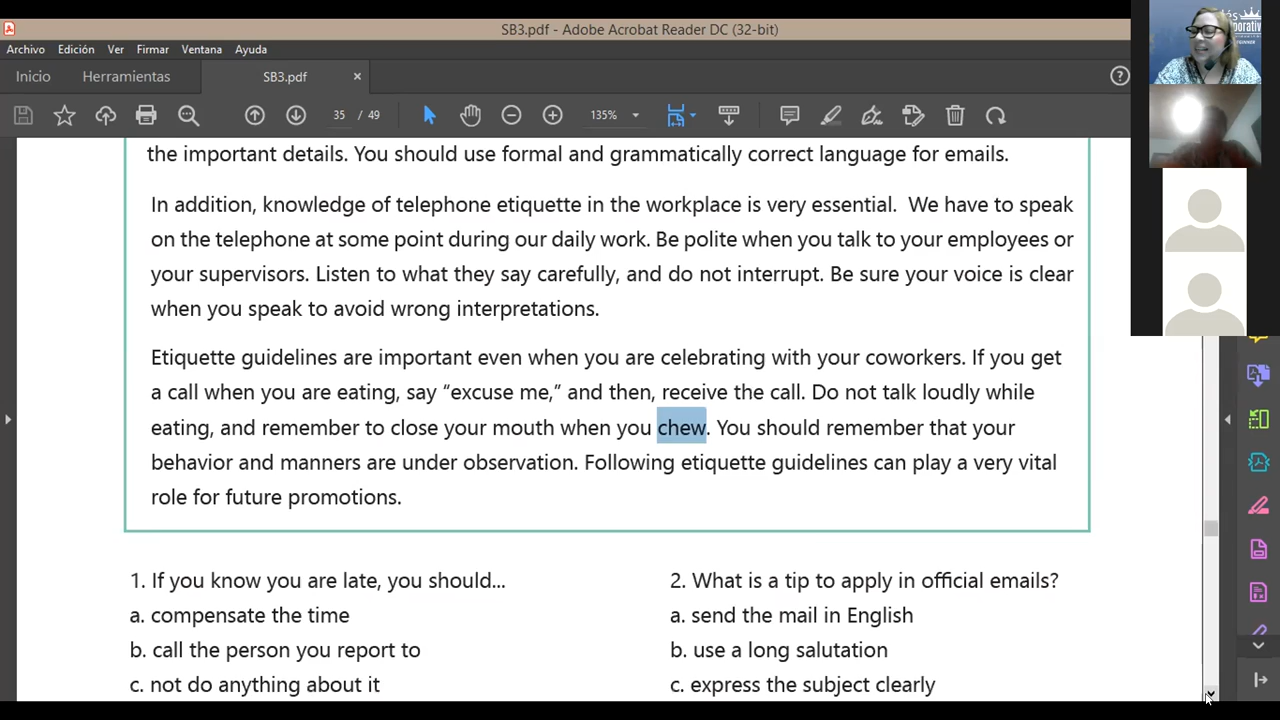 SB3.pdf - Adobe Acrobat Reader DC (32-bit)
Archivo Edición Ver Firmar Ventana Ayuda
Inicio Herramientas SB3.pdf ×
35 / 49 135%
the important details. You should use formal and grammatically correct language for emails.
In addition, knowledge of telephone etiquette in the workplace is very essential. We have to speak
on the telephone at some point during our daily work. Be polite when you talk to your employees or
your supervisors. Listen to what they say carefully, and do not interrupt. Be sure your voice is clear
when you speak to avoid wrong interpretations.
Etiquette guidelines are important even when you are celebrating with your coworkers. If you get
a call when you are eating, say “excuse me,” and then, receive the call. Do not talk loudly while
eating, and remember to close your mouth when you chew. You should remember that your
behavior and manners are under observation. Following etiquette guidelines can play a very vital
role for future promotions.
1. If you know you are late, you should...
a. compensate the time
b. call the person you report to
c. not do anything about it
2. What is a tip to apply in official emails?
a. send the mail in English
b. use a long salutation
c. express the subject clearly